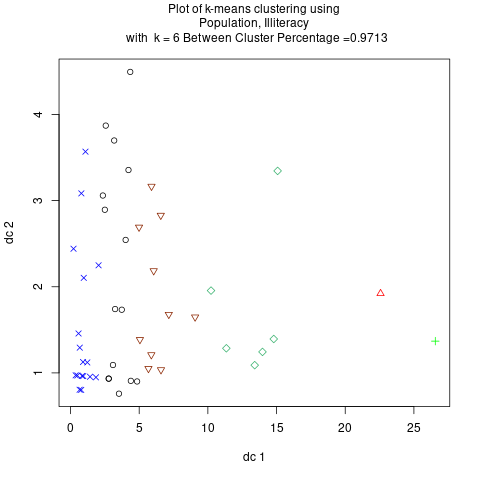 Plot of k-means clustering using
Population, Illiteracy
with k = 6 Between Cluster Percentage =0.9713
4
3
2
1
dc 2
0 5 10 15 20 25
dc 1